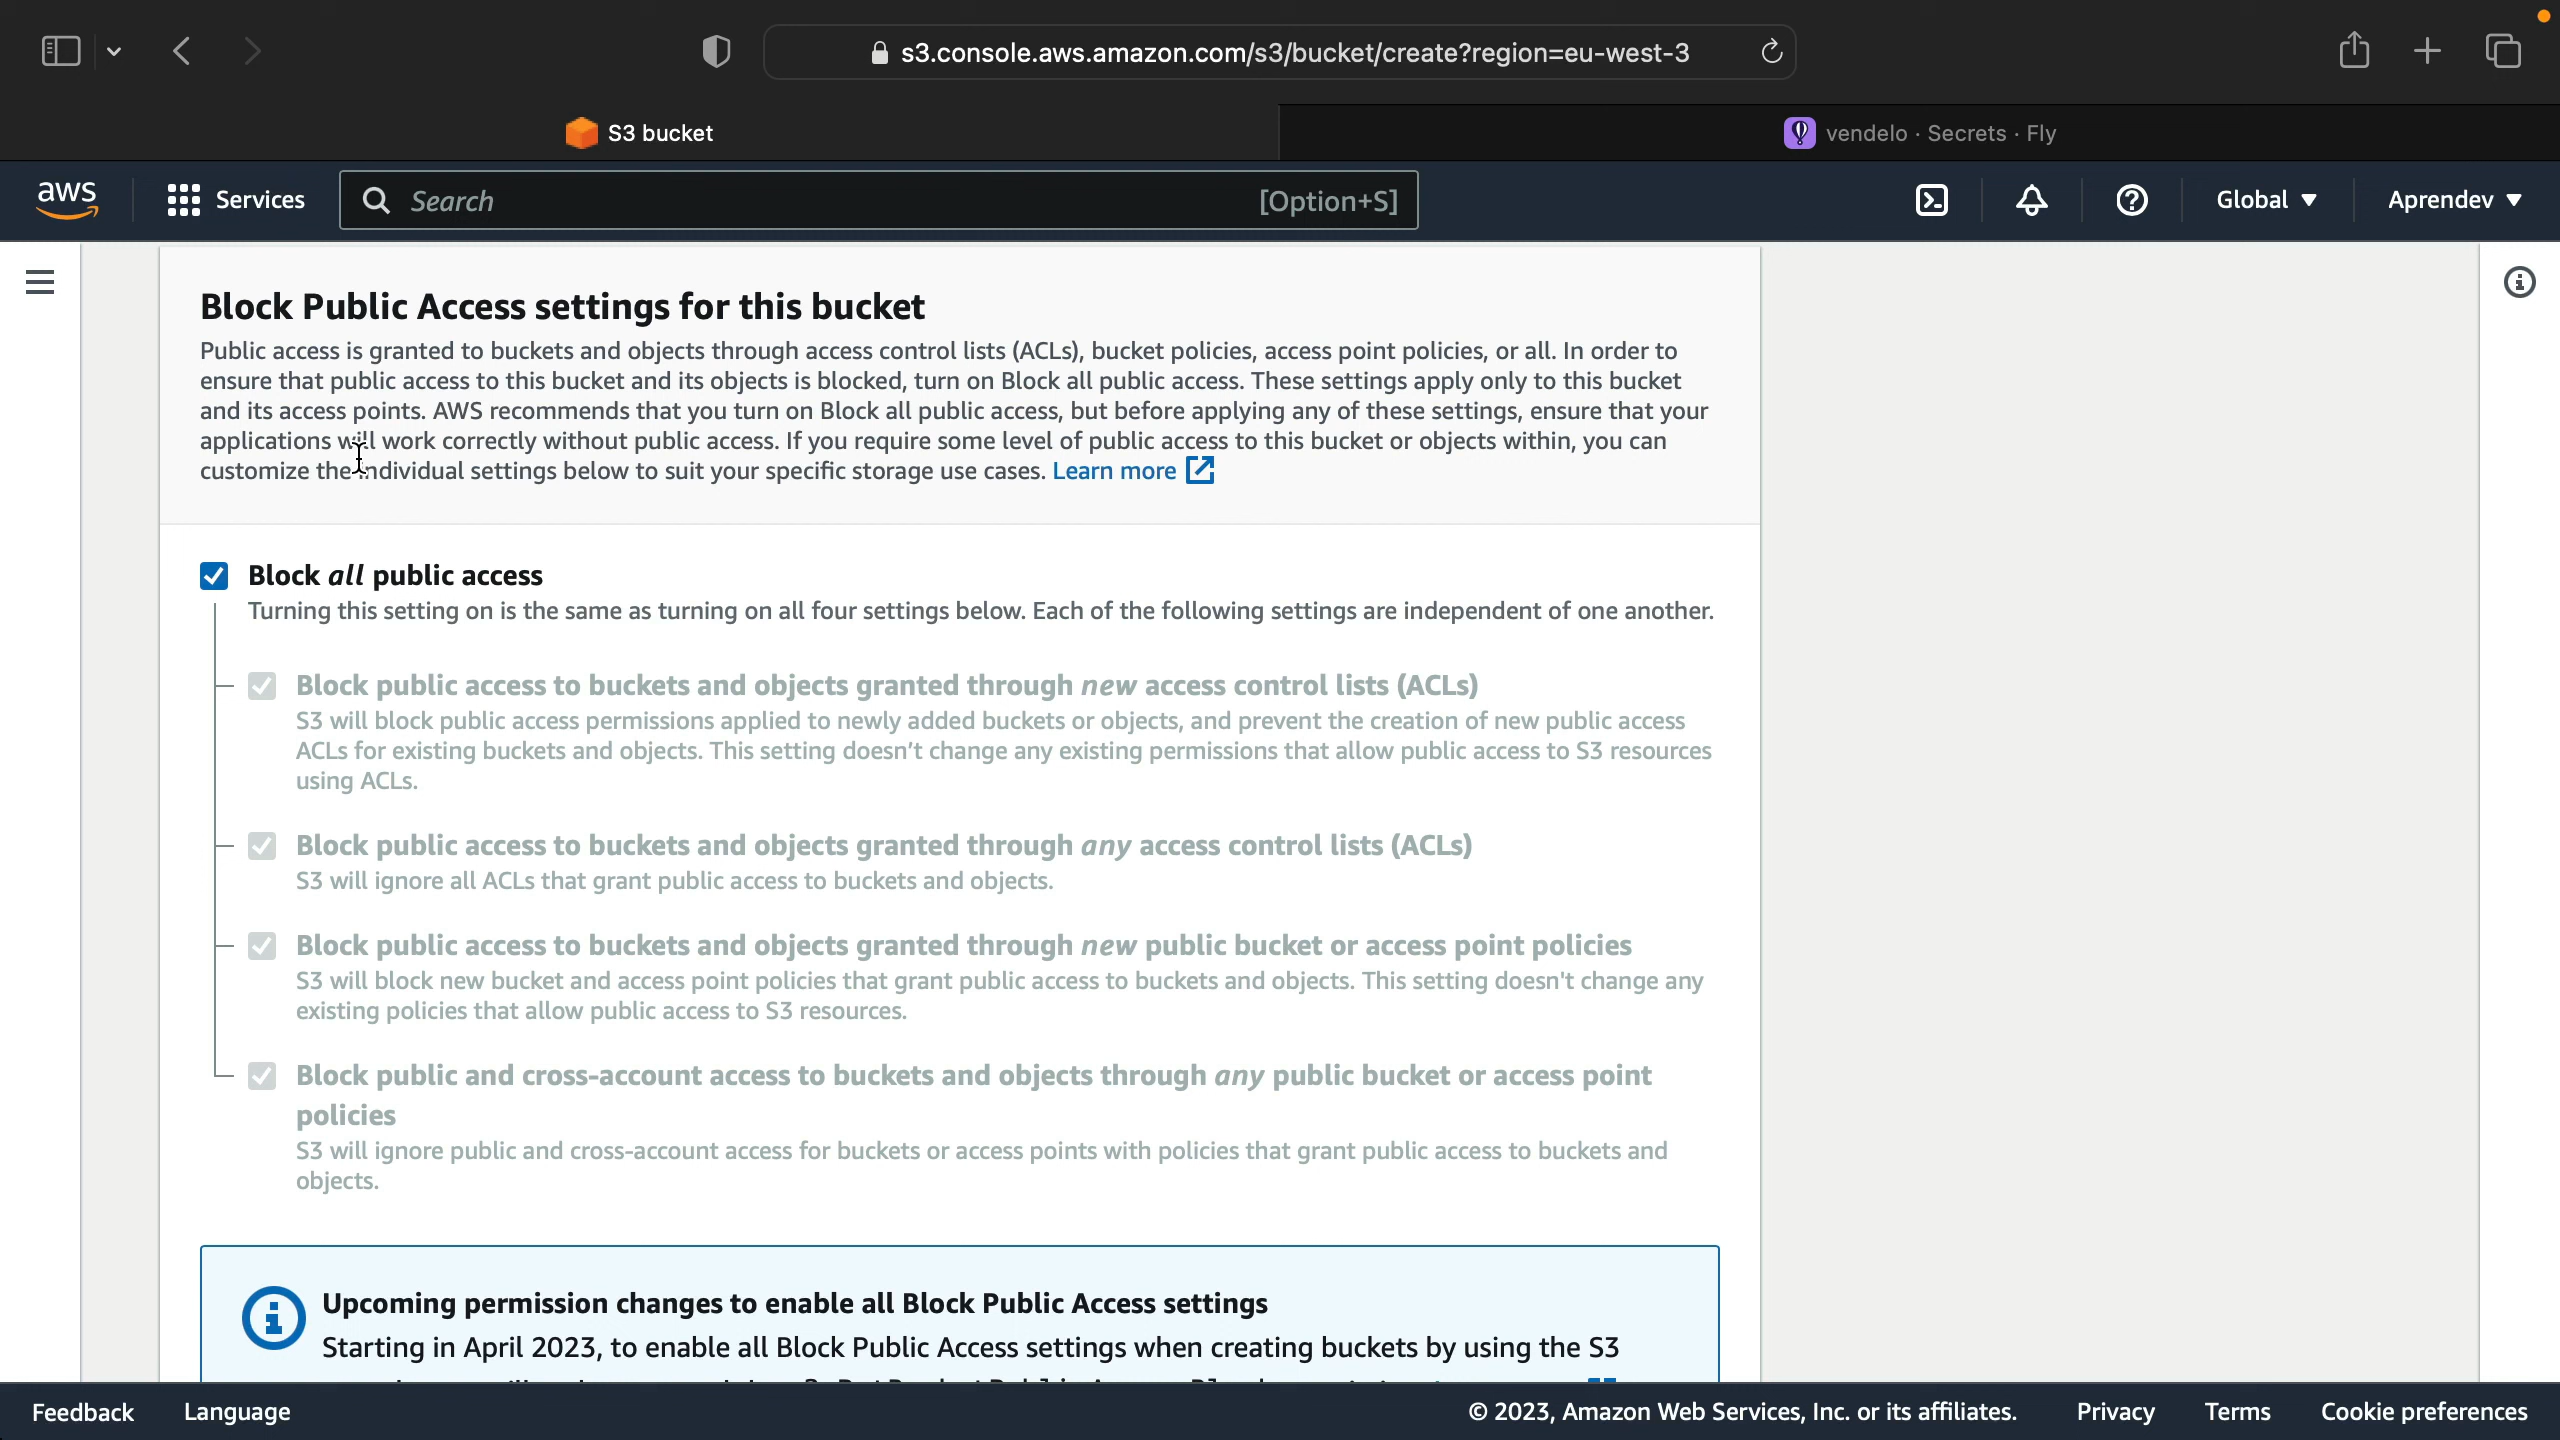 s3.console.aws.amazon.com/s3/bucket/create?region=eu-west-3
S3 bucket
vendelo · Secrets · Fly
aws
Services
Search
[Option+S]
Global
Aprendev
Block Public Access settings for this bucket
Public access is granted to buckets and objects through access control lists (ACLs), bucket policies, access point policies, or all. In order to
ensure that public access to this bucket and its objects is blocked, turn on Block all public access. These settings apply only to this bucket
and its access points. AWS recommends that you turn on Block all public access, but before applying any of these settings, ensure that your
applications will work correctly without public access. If you require some level of public access to this bucket or objects within, you can
customize the individual settings below to suit your specific storage use cases. Learn more
Block all public access
Turning this setting on is the same as turning on all four settings below. Each of the following settings are independent of one another.
Block public access to buckets and objects granted through new access control lists (ACLs)
S3 will block public access permissions applied to newly added buckets or objects, and prevent the creation of new public access
ACLs for existing buckets and objects. This setting doesn't change any existing permissions that allow public access to S3 resources
using ACLs.
Block public access to buckets and objects granted through any access control lists (ACLs)
S3 will ignore all ACLs that grant public access to buckets and objects.
Block public access to buckets and objects granted through new public bucket or access point policies
S3 will block new bucket and access point policies that grant public access to buckets and objects. This setting doesn't change any
existing policies that allow public access to S3 resources.
Block public and cross-account access to buckets and objects through any public bucket or access point
policies
S3 will ignore public and cross-account access for buckets or access points with policies that grant public access to buckets and
objects.
Upcoming permission changes to enable all Block Public Access settings
Starting in April 2023, to enable all Block Public Access settings when creating buckets by using the S3
Feedback
Language
© 2023, Amazon Web Services, Inc. or its affiliates.
Privacy
Terms
Cookie preferences